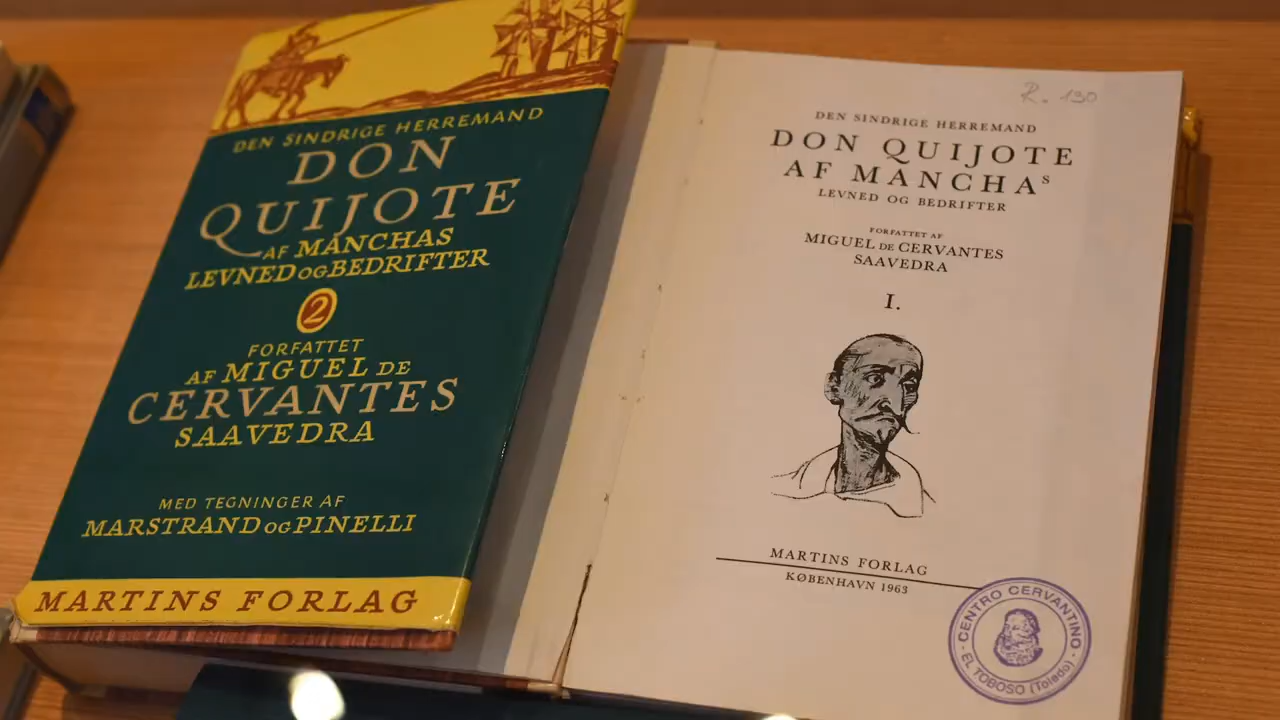 DEN SINDRIGE HERREMAND
DON
QUIJOTE
AF MANCHAS
LEVNED OG BEDRIFTER
2
FORFATTET
AF MIGUEL DE
CERVANTES
SAAVEDRA
MED TEGNINGER AF
MARSTRAND OG PINELLI
MARTINS FORLAG
R. 130
DEN SINDRIGE HERREMAND
DON QUIJOTE
AF MANCHAs
LEVNED OG BEDRIFTER
FORFATTET AF
MIGUEL DE CERVANTES
SAAVEDRA
I.
MARTINS FORLAG
KØBENHAVN 1963
CENTRO CERVANTINO
EL TOBOSO (Toledo)